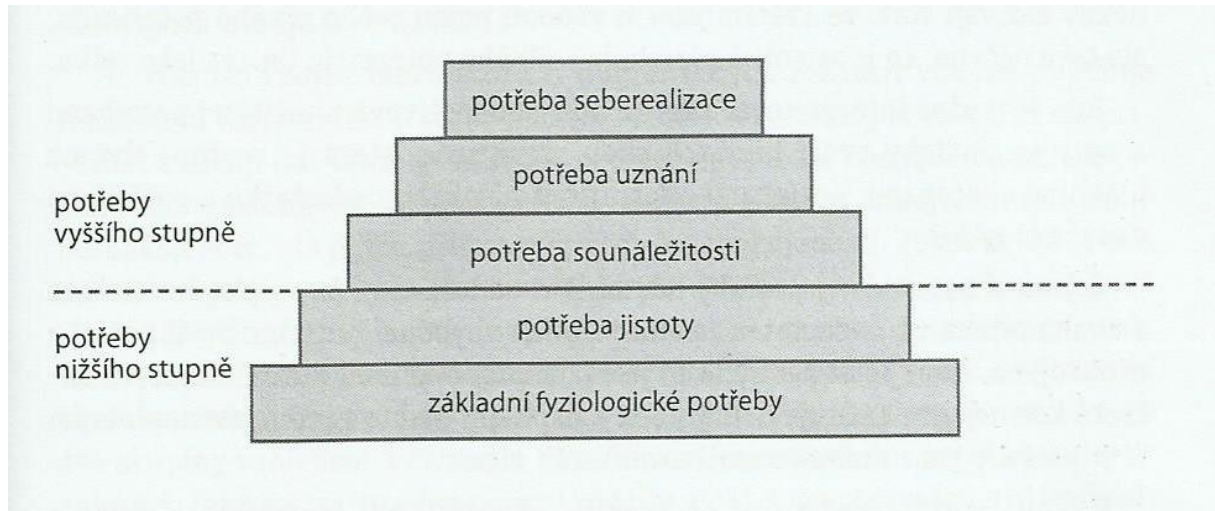 potřeba seberealizace
potřeba uznání
potřeby
vyššího stupně
potřeba sounáležitosti
potřeba jistoty
potřeby
nižšího stupně
základní fyziologické potřeby